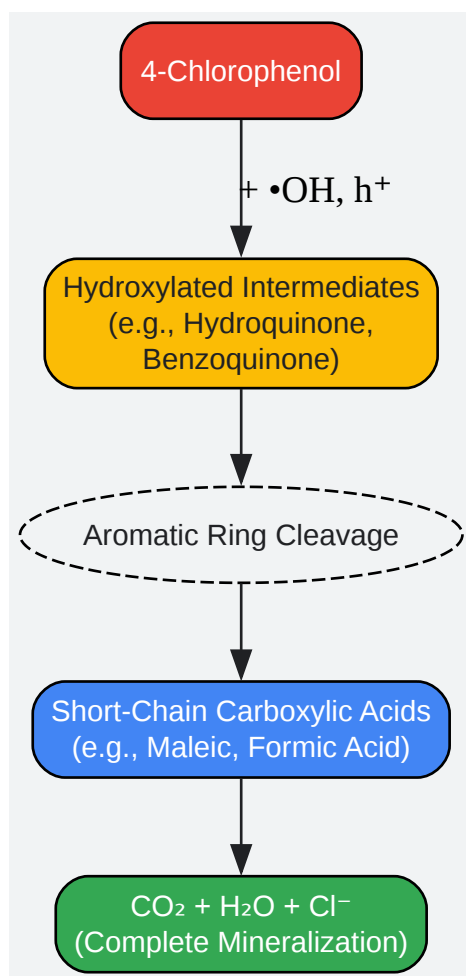 4-Chlorophenol
+ •OH, h⁺
Hydroxylated Intermediates
(e.g., Hydroquinone,
Benzoquinone)
Aromatic Ring Cleavage
Short-Chain Carboxylic Acids
(e.g., Maleic, Formic Acid)
CO₂ + H₂O + Cl⁻
(Complete Mineralization)